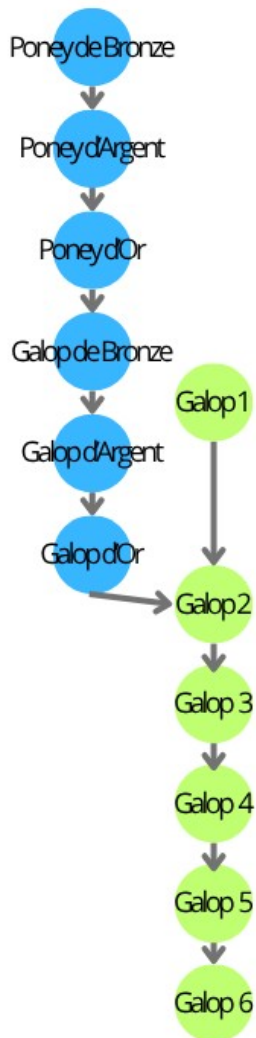 Poney de Bronze
Poney d'Argent
Poney d'Or
Galop de Bronze
Galop 1
Galop d'Argent
Galop d'Or
Galop 2
Galop 3
Galop 4
Galop 5
Galop 6